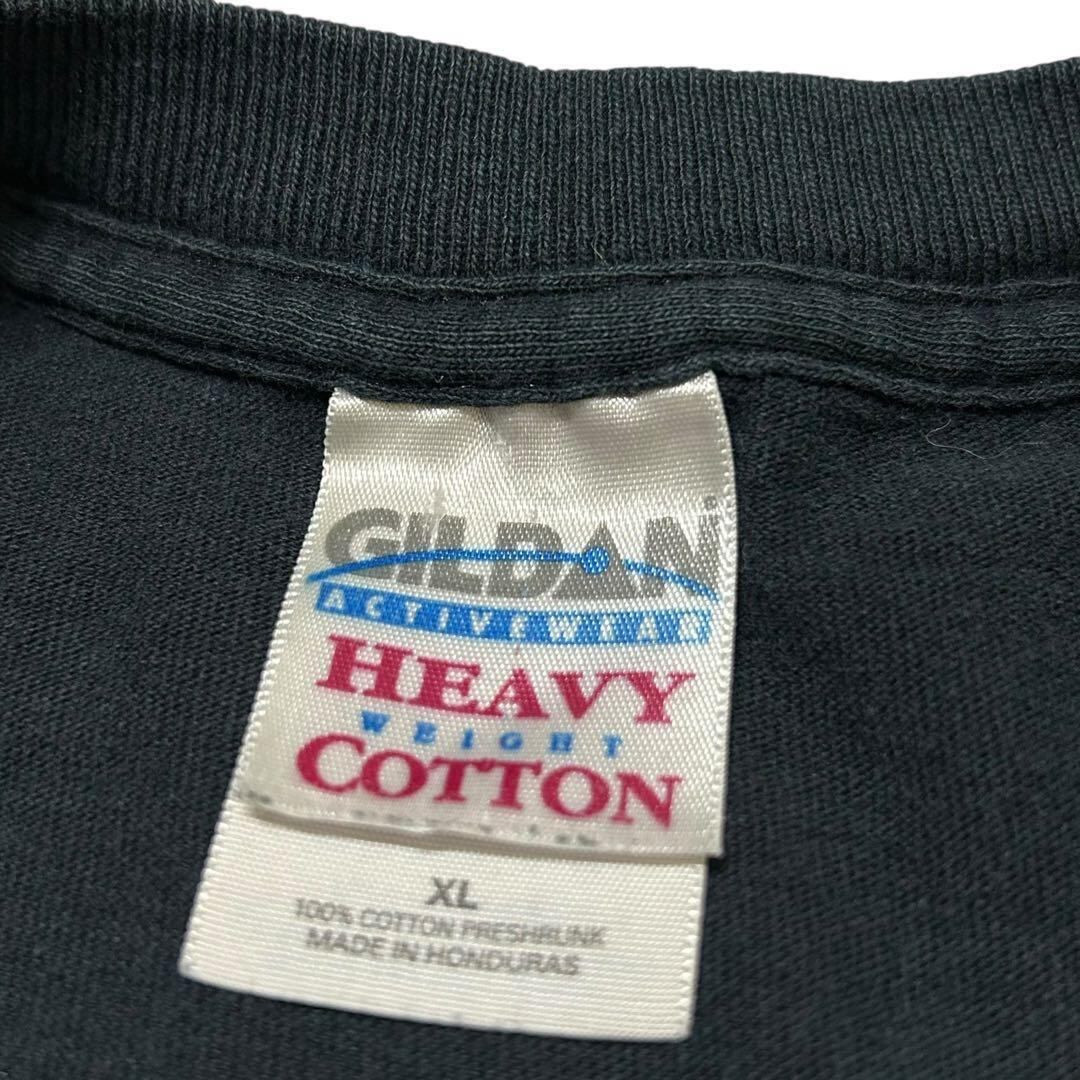 GILDAN
ACTIVEWEAR
HEAVY
WEIGHT
COTTON
XL
100% COTTON PRESHRUNK
MADE IN HONDURAS